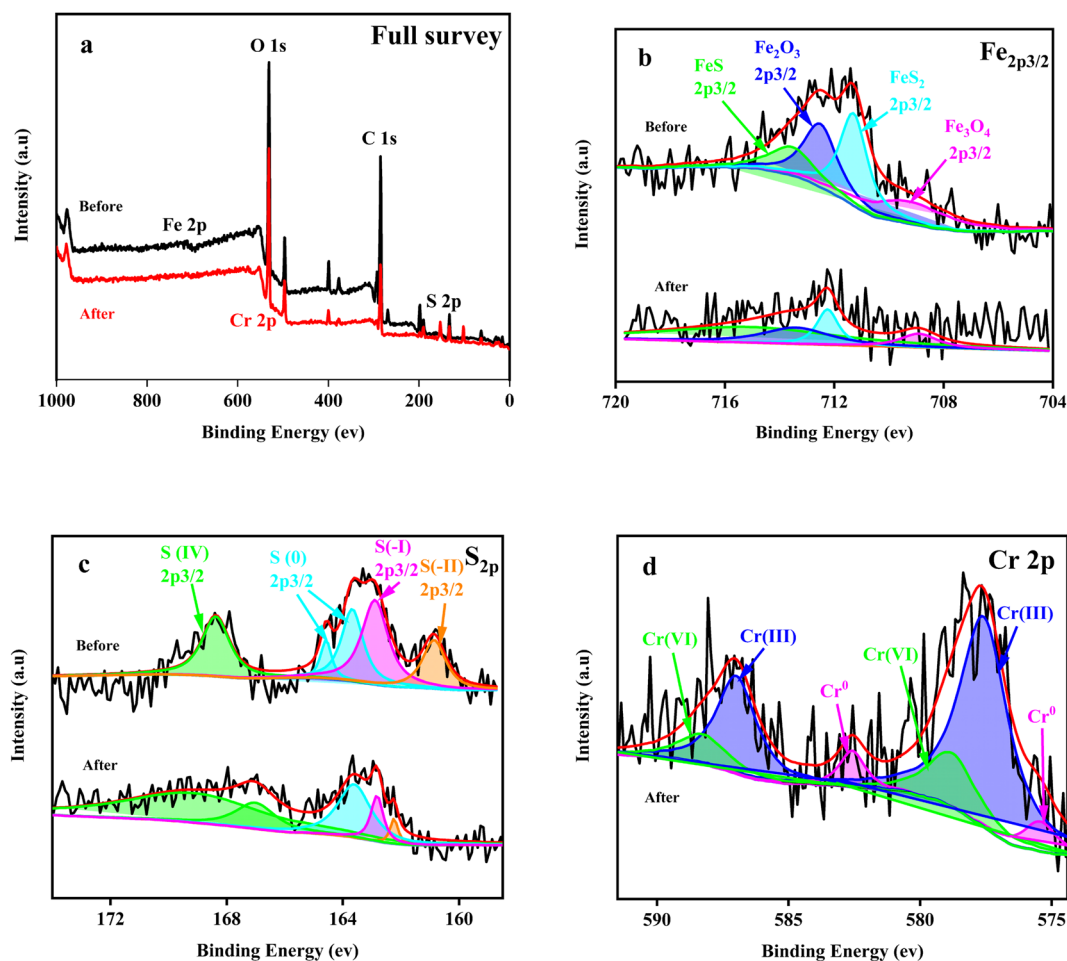 a
Full survey
O 1s
C 1s
Before
Fe 2p
After
Cr 2p
S 2p
Intensity (a.u)
1000
800
600
400
200
0
Binding Energy (ev)
b
Fe2p3/2
FeS
2p3/2
Fe2O3
2p3/2
FeS2
2p3/2
Fe3O4
2p3/2
Before
After
Intensity (a.u)
720
716
712
708
704
Binding Energy (ev)
c
S2p
S (IV)
2p3/2
S (0)
2p3/2
S(-I)
2p3/2
S(-II)
2p3/2
Before
After
Intensity (a.u)
172
168
164
160
Binding Energy (ev)
d
Cr 2p
Cr(VI)
Cr(III)
Cr0
Cr(VI)
Cr(III)
Cr0
After
Intensity (a.u)
590
585
580
575
Binding Energy (ev)